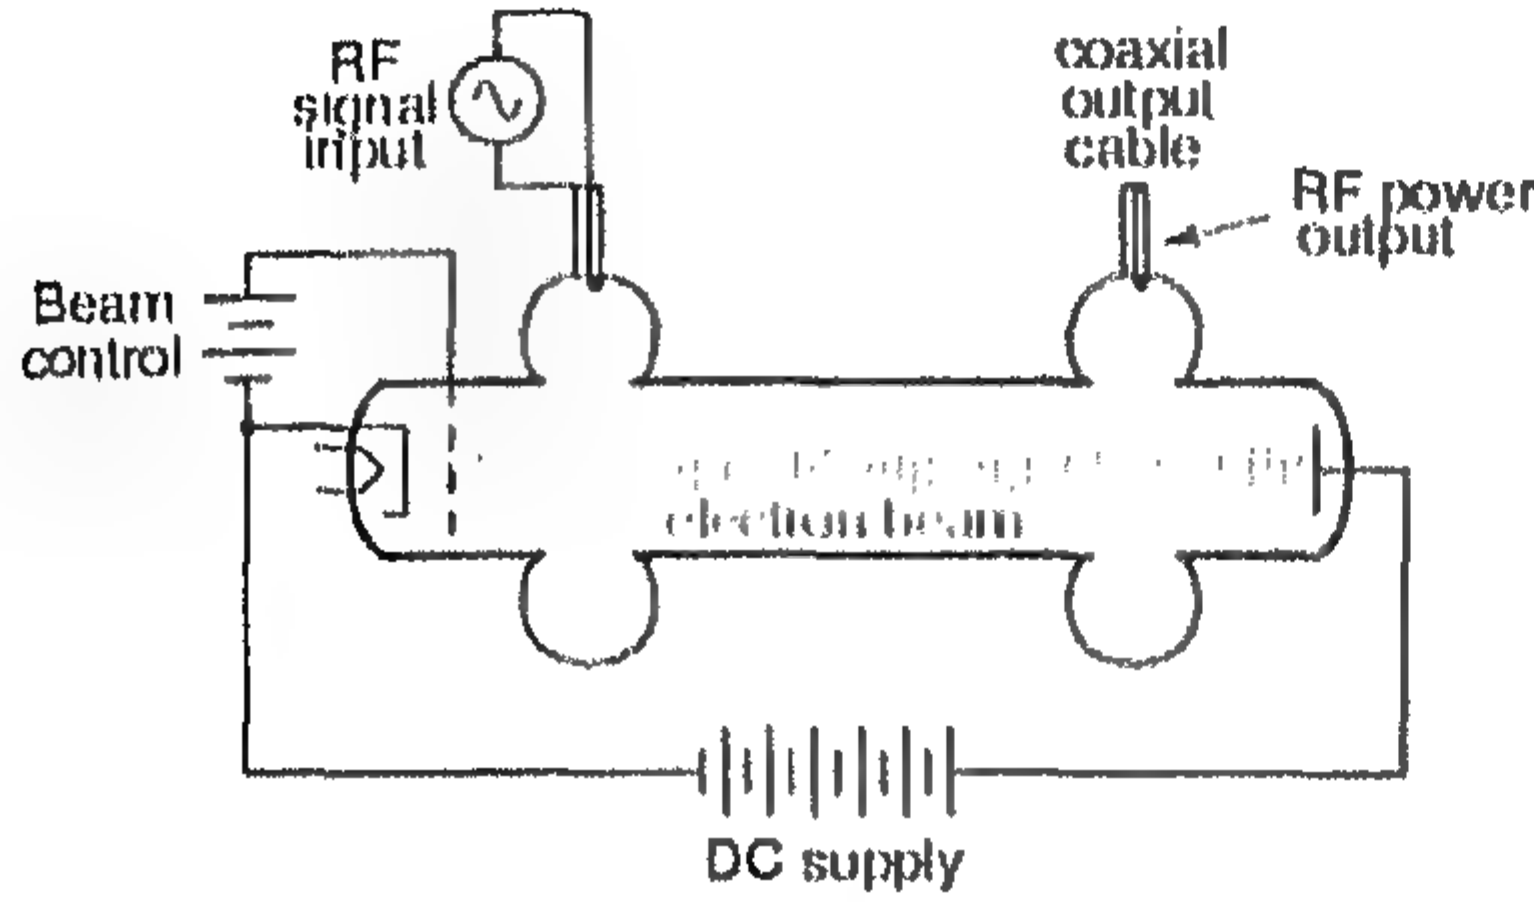 RF
signal
input
coaxial
output
cable
RF power
output
Beam
control
electron beam
DC supply